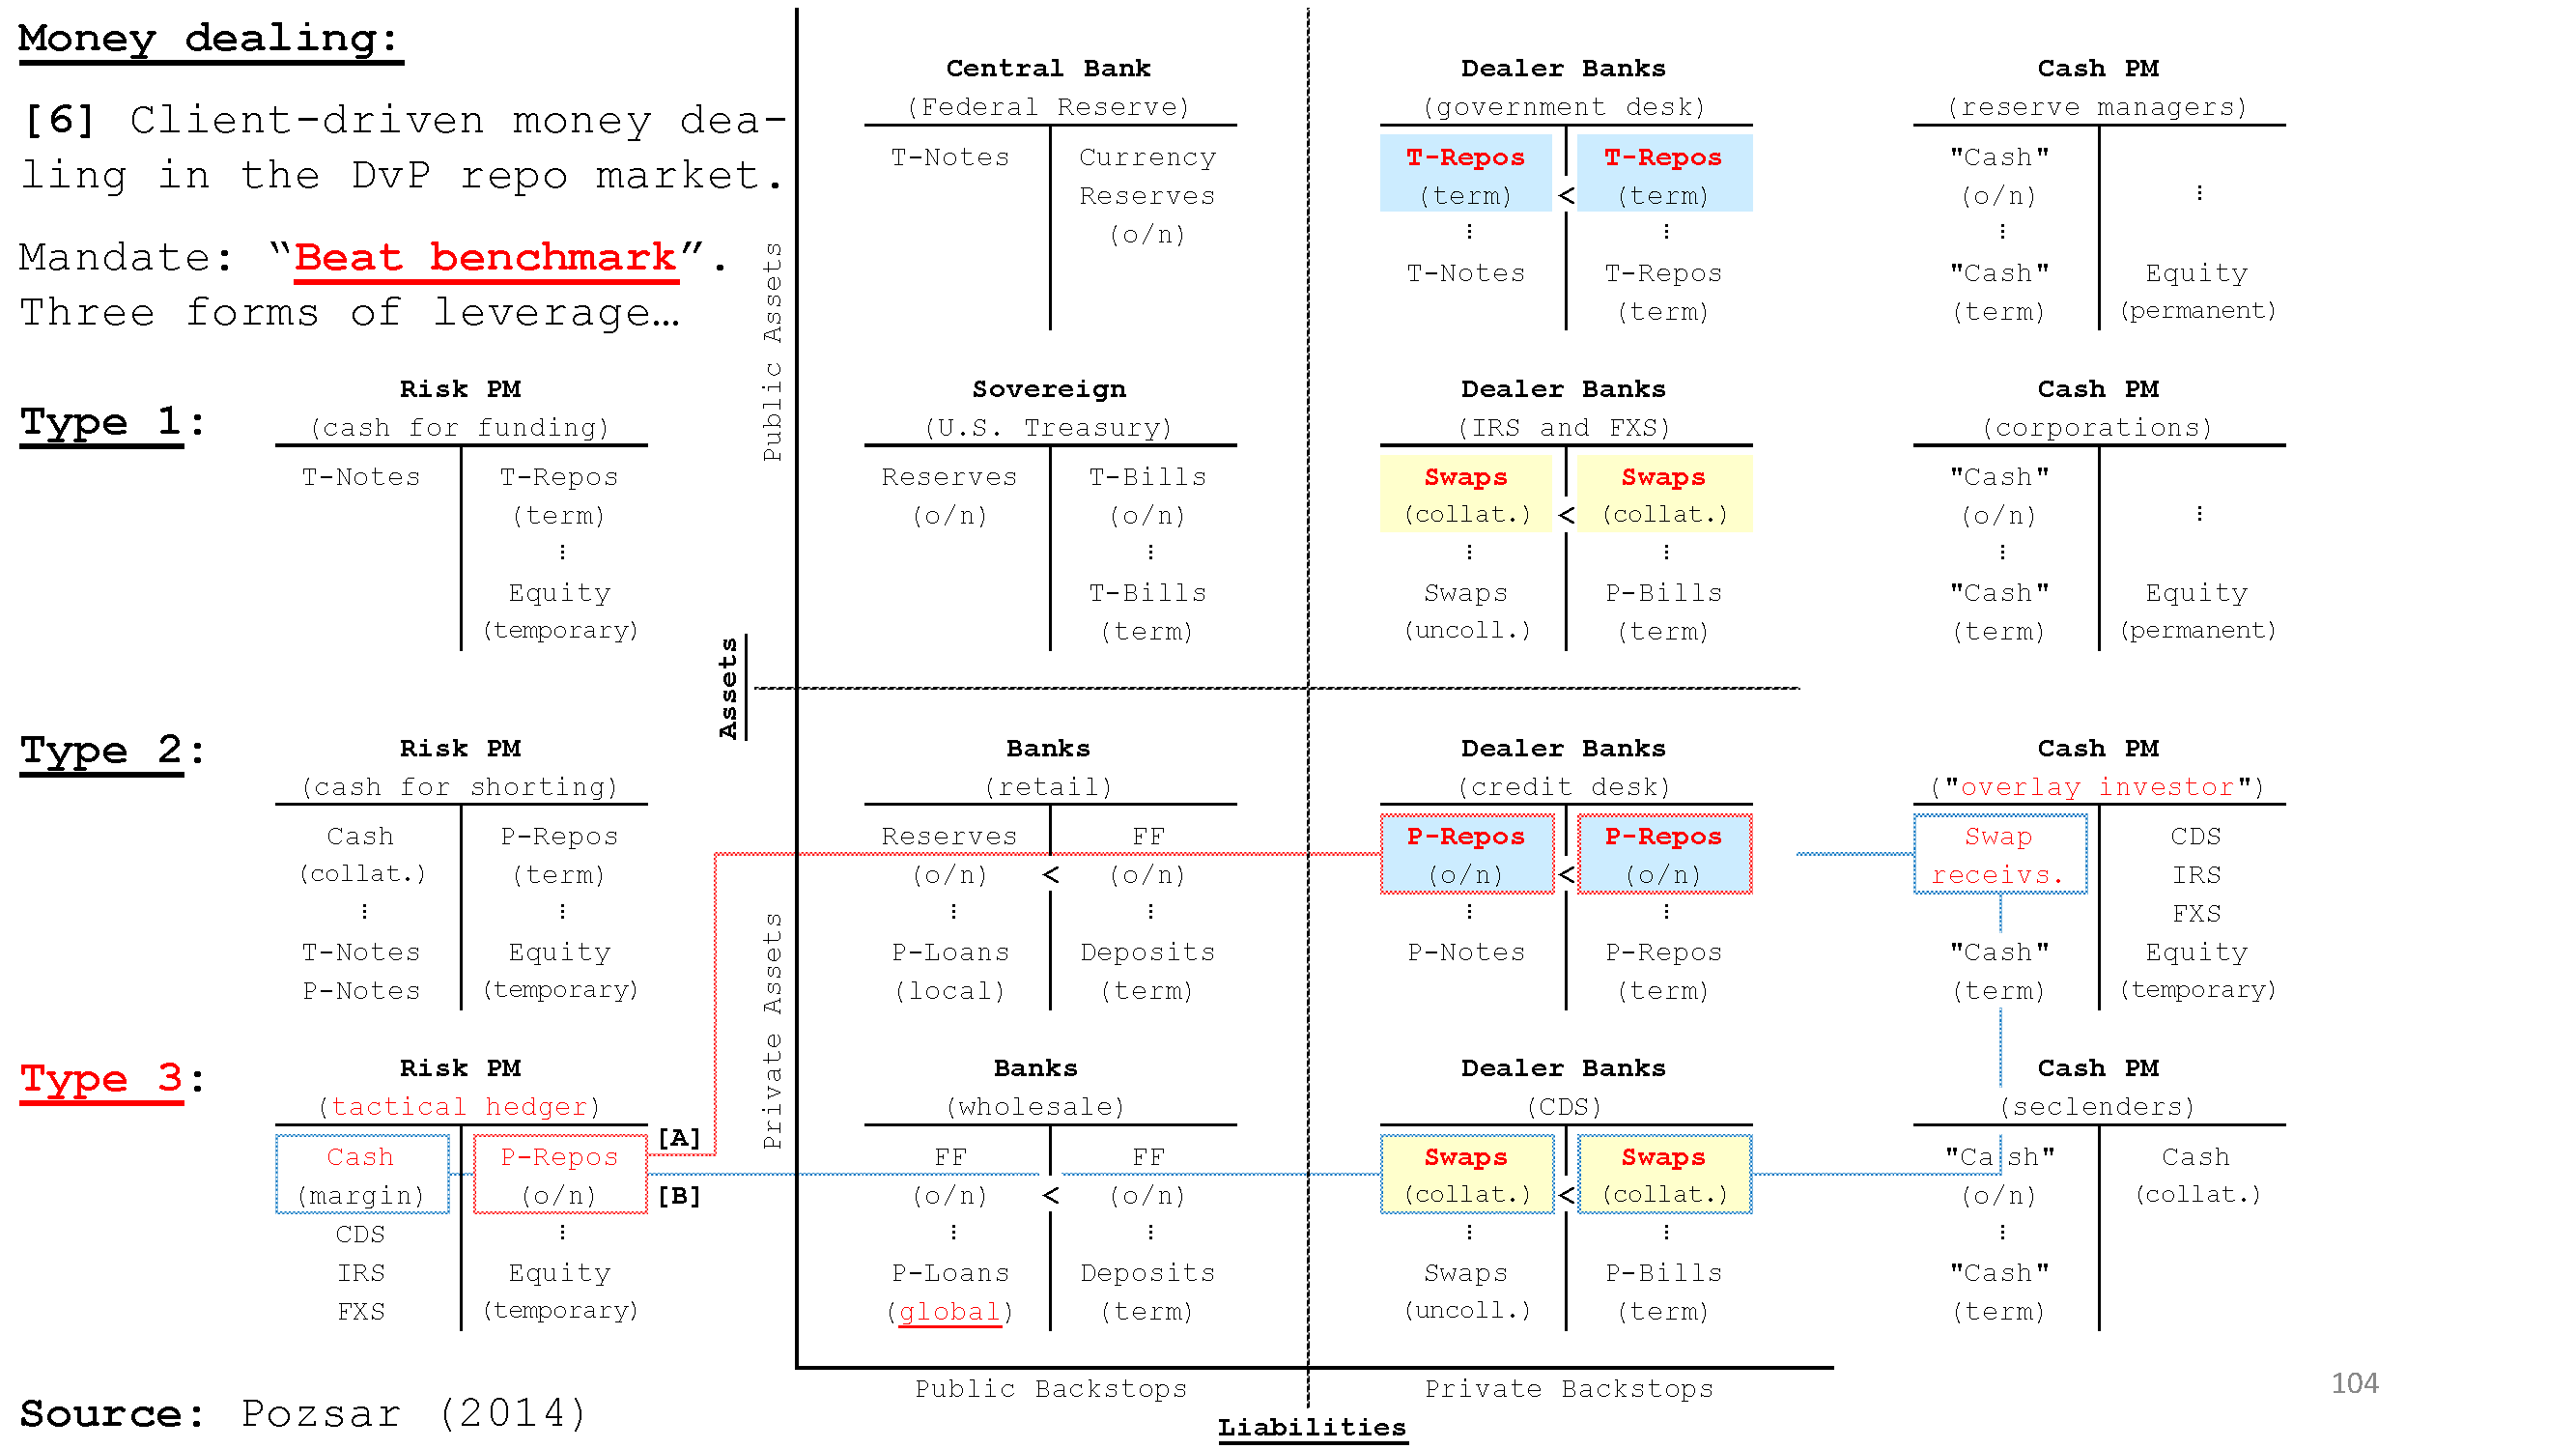 Money dealing:
[6] Client-driven money dea-
ling in the DvP repo market.
Mandate: “Beat benchmark”.
Three forms of leverage…
Central Bank
(Federal Reserve)
T-Notes Currency
Reserves
(o/n)
Dealer Banks
(government desk)
T-Repos T-Repos
(term) < (term)
⋮ ⋮
T-Notes T-Repos
(term)
Cash PM
(reserve managers)
"Cash"
(o/n) ⋮
⋮
"Cash" Equity
(term) (permanent)
Public Assets
Type 1:
Risk PM
(cash for funding)
T-Notes T-Repos
(term)
⋮
Equity
(temporary)
Sovereign
(U.S. Treasury)
Reserves T-Bills
(o/n) (o/n)
⋮
T-Bills
(term)
Dealer Banks
(IRS and FXS)
Swaps Swaps
(collat.) < (collat.)
⋮ ⋮
Swaps P-Bills
(uncoll.) (term)
Cash PM
(corporations)
"Cash"
(o/n) ⋮
⋮
"Cash" Equity
(term) (permanent)
Assets
Type 2:
Risk PM
(cash for shorting)
Cash P-Repos
(collat.) (term)
⋮ ⋮
T-Notes Equity
P-Notes (temporary)
Banks
(retail)
Reserves FF
(o/n) < (o/n)
⋮ ⋮
P-Loans Deposits
(local) (term)
Dealer Banks
(credit desk)
P-Repos P-Repos
(o/n) < (o/n)
⋮ ⋮
P-Notes P-Repos
(term)
Cash PM
("overlay investor")
Swap CDS
receivs. IRS
FXS
"Cash" Equity
(term) (temporary)
Private Assets
Type 3:
Risk PM
(tactical hedger)
[A]
Cash P-Repos
(margin) (o/n) [B]
CDS ⋮
IRS Equity
FXS (temporary)
Banks
(wholesale)
FF FF
(o/n) < (o/n)
⋮ ⋮
P-Loans Deposits
(global) (term)
Dealer Banks
(CDS)
Swaps Swaps
(collat.) < (collat.)
⋮ ⋮
Swaps P-Bills
(uncoll.) (term)
Cash PM
(seclenders)
"Cash" Cash
(o/n) (collat.)
⋮
"Cash"
(term)
Public Backstops Private Backstops
Liabilities
Source: Pozsar (2014)
104